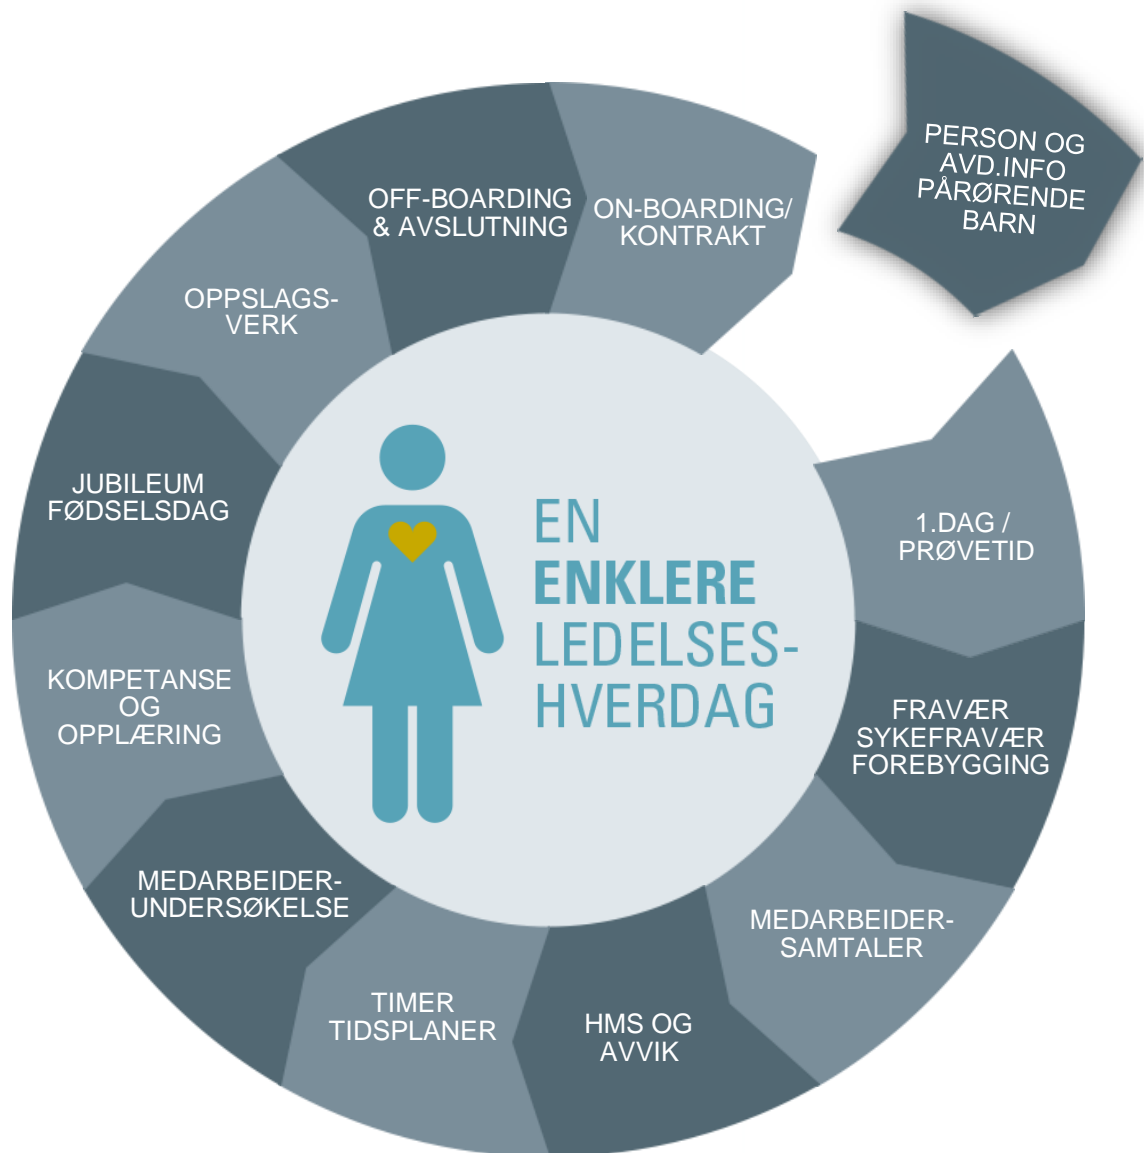 PERSON OG
AVD.INFO
PÅRØRENDE
BARN
OFF-BOARDING
& AVSLUTNING
ON-BOARDING/
KONTRAKT
OPPSLAGS-
VERK
JUBILEUM
FØDSELSDAG
EN
ENKLERE
LEDELSES-
HVERDAG
1.DAG /
PRØVETID
KOMPETANSE
OG
OPPLÆRING
FRAVÆR
SYKEFRAVÆR
FOREBYGGING
MEDARBEIDER-
UNDERSØKELSE
MEDARBEIDER-
SAMTALER
TIMER
TIDSPLANER
HMS OG
AVVIK